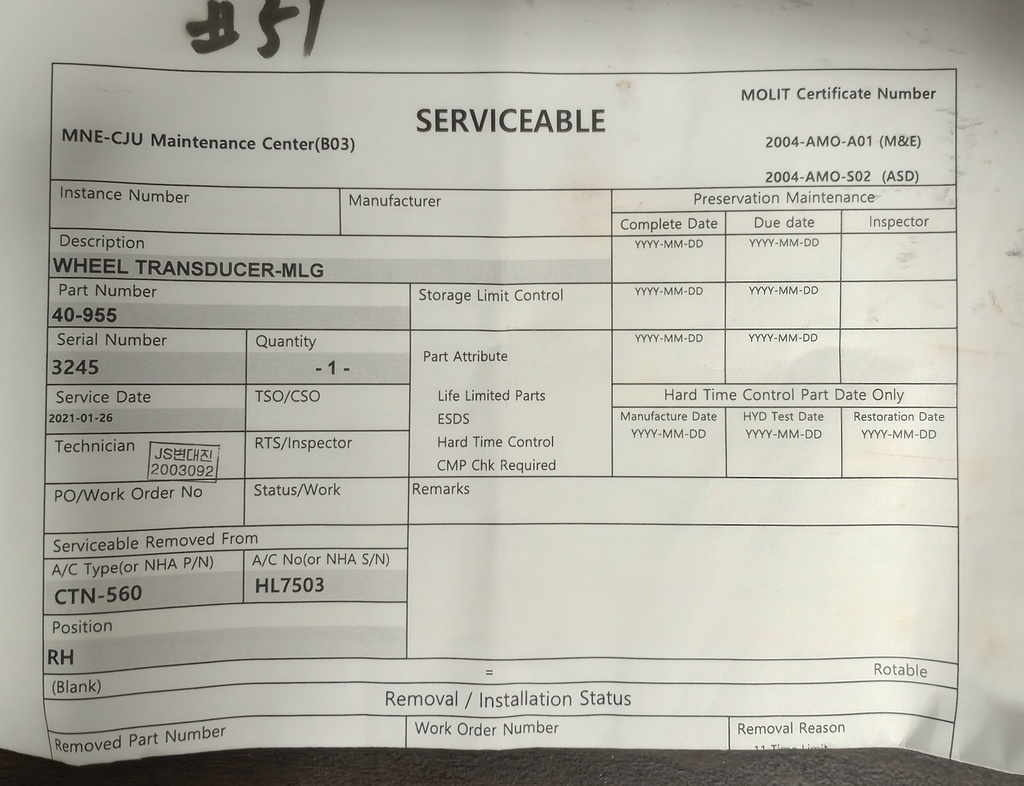 #51
MOLIT Certificate Number
SERVICEABLE
MNE-CJU Maintenance Center(B03)
2004-AMO-A01 (M&E)
2004-AMO-S02 (ASD)
Instance Number
Manufacturer
Preservation Maintenance
Complete Date Due date Inspector
Description
YYYY-MM-DD YYYY-MM-DD
WHEEL TRANSDUCER-MLG
Part Number
Storage Limit Control
YYYY-MM-DD YYYY-MM-DD
40-955
Serial Number
Quantity
YYYY-MM-DD YYYY-MM-DD
3245
- 1 -
Part Attribute
Service Date
TSO/CSO
Life Limited Parts
Hard Time Control Part Date Only
2021-01-26
ESDS
Manufacture Date HYD Test Date Restoration Date
YYYY-MM-DD YYYY-MM-DD YYYY-MM-DD
Technician
JS변대진
2003092
RTS/Inspector
Hard Time Control
CMP Chk Required
PO/Work Order No
Status/Work
Remarks
Serviceable Removed From
A/C Type(or NHA P/N)
A/C No(or NHA S/N)
CTN-560
HL7503
Position
RH
=
Rotable
(Blank)
Removal / Installation Status
Removed Part Number
Work Order Number
Removal Reason
11 Time Limit